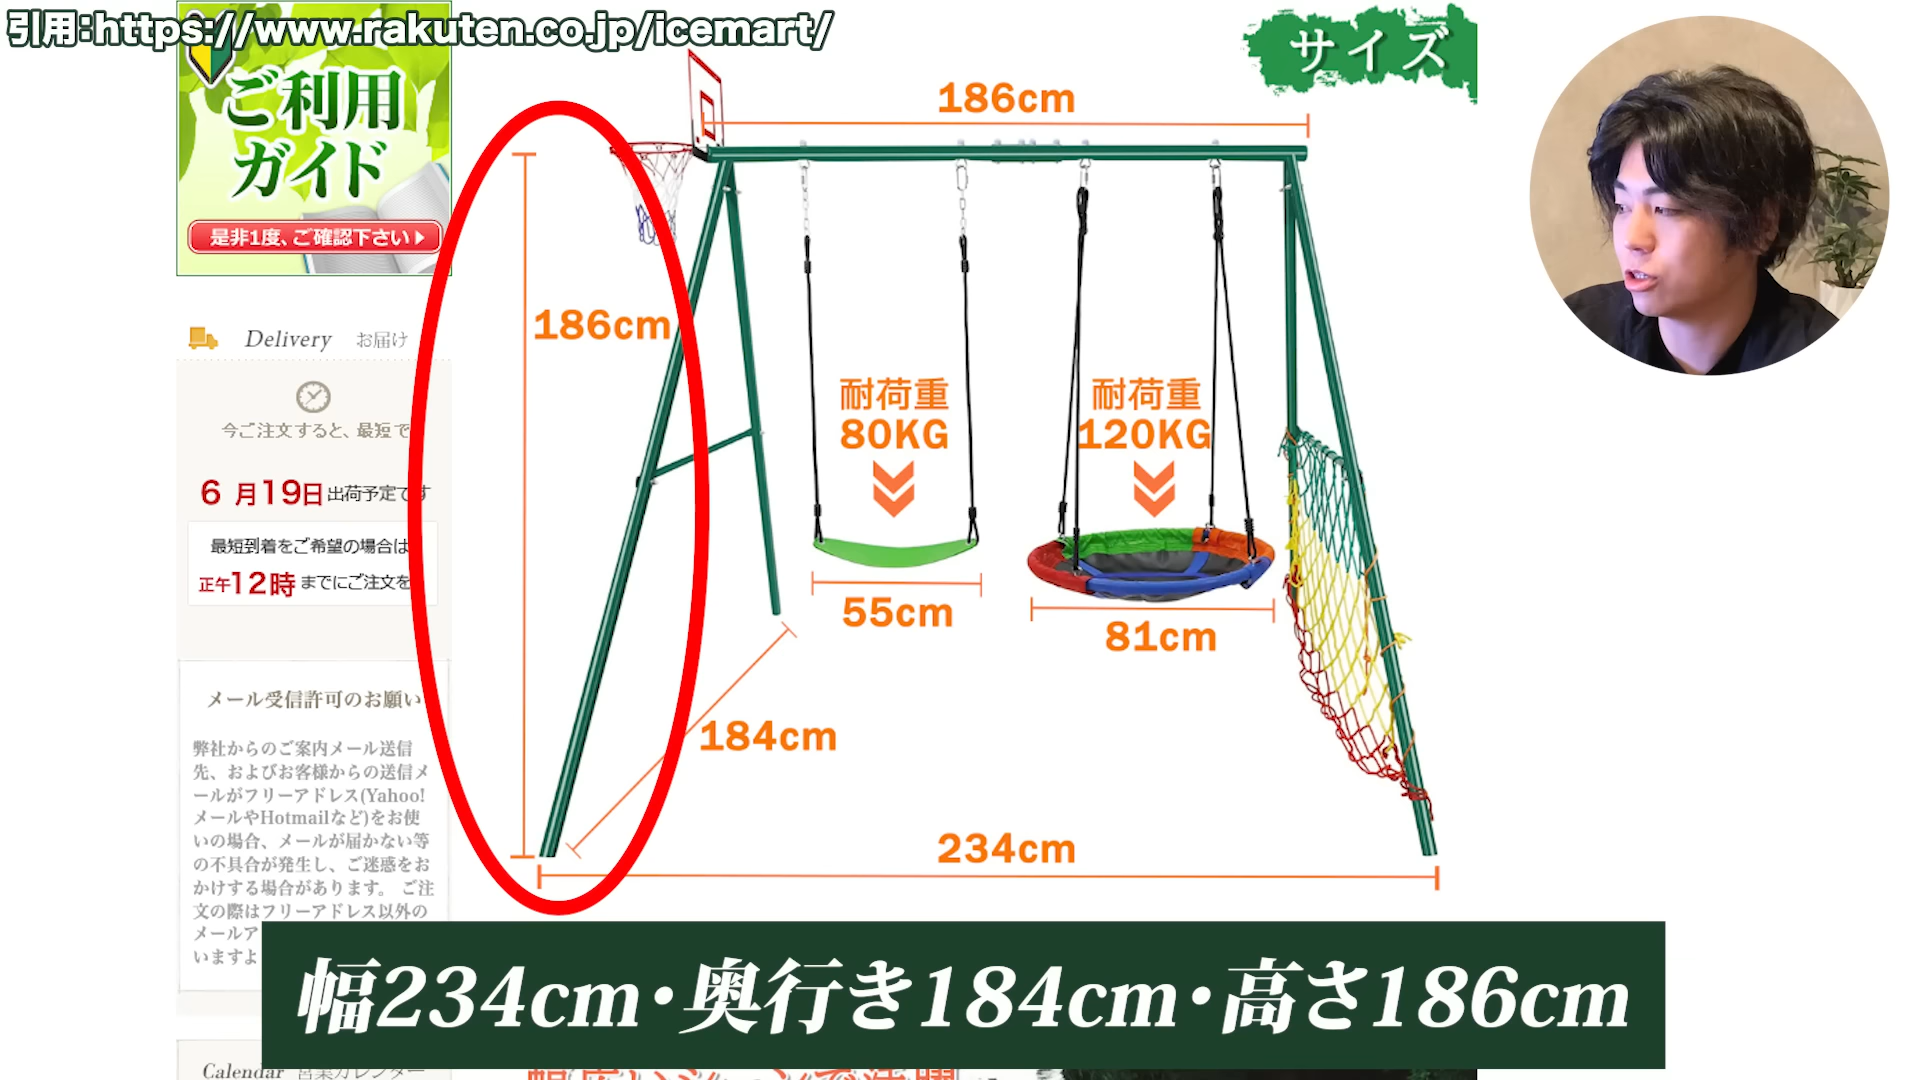 引用:https://www.rakuten.co.jp/icemart/
ご利用
ガイド
是非1度、ご確認下さい
Delivery お届け
今ご注文すると、最短で
6月19日出荷予定です
最短到着をご希望の場合は
正午12時までにご注文を
メール受信許可のお願い
弊社からのご案内メール送信
先、およびお客様からの送信メ
ールがフリーアドレス(Yahoo!
メールやHotmailなど)をお使
いの場合、メールが届かない等
の不具合が発生し、ご迷惑をお
かけする場合があります。 ご注
文の際はフリーアドレス以外の
メールア
いますよ
Calendar 営業カレンダー
サイズ
186cm
186cm
耐荷重
80KG
耐荷重
120KG
55cm
81cm
184cm
234cm
幅234cm・奥行き184cm・高さ186cm